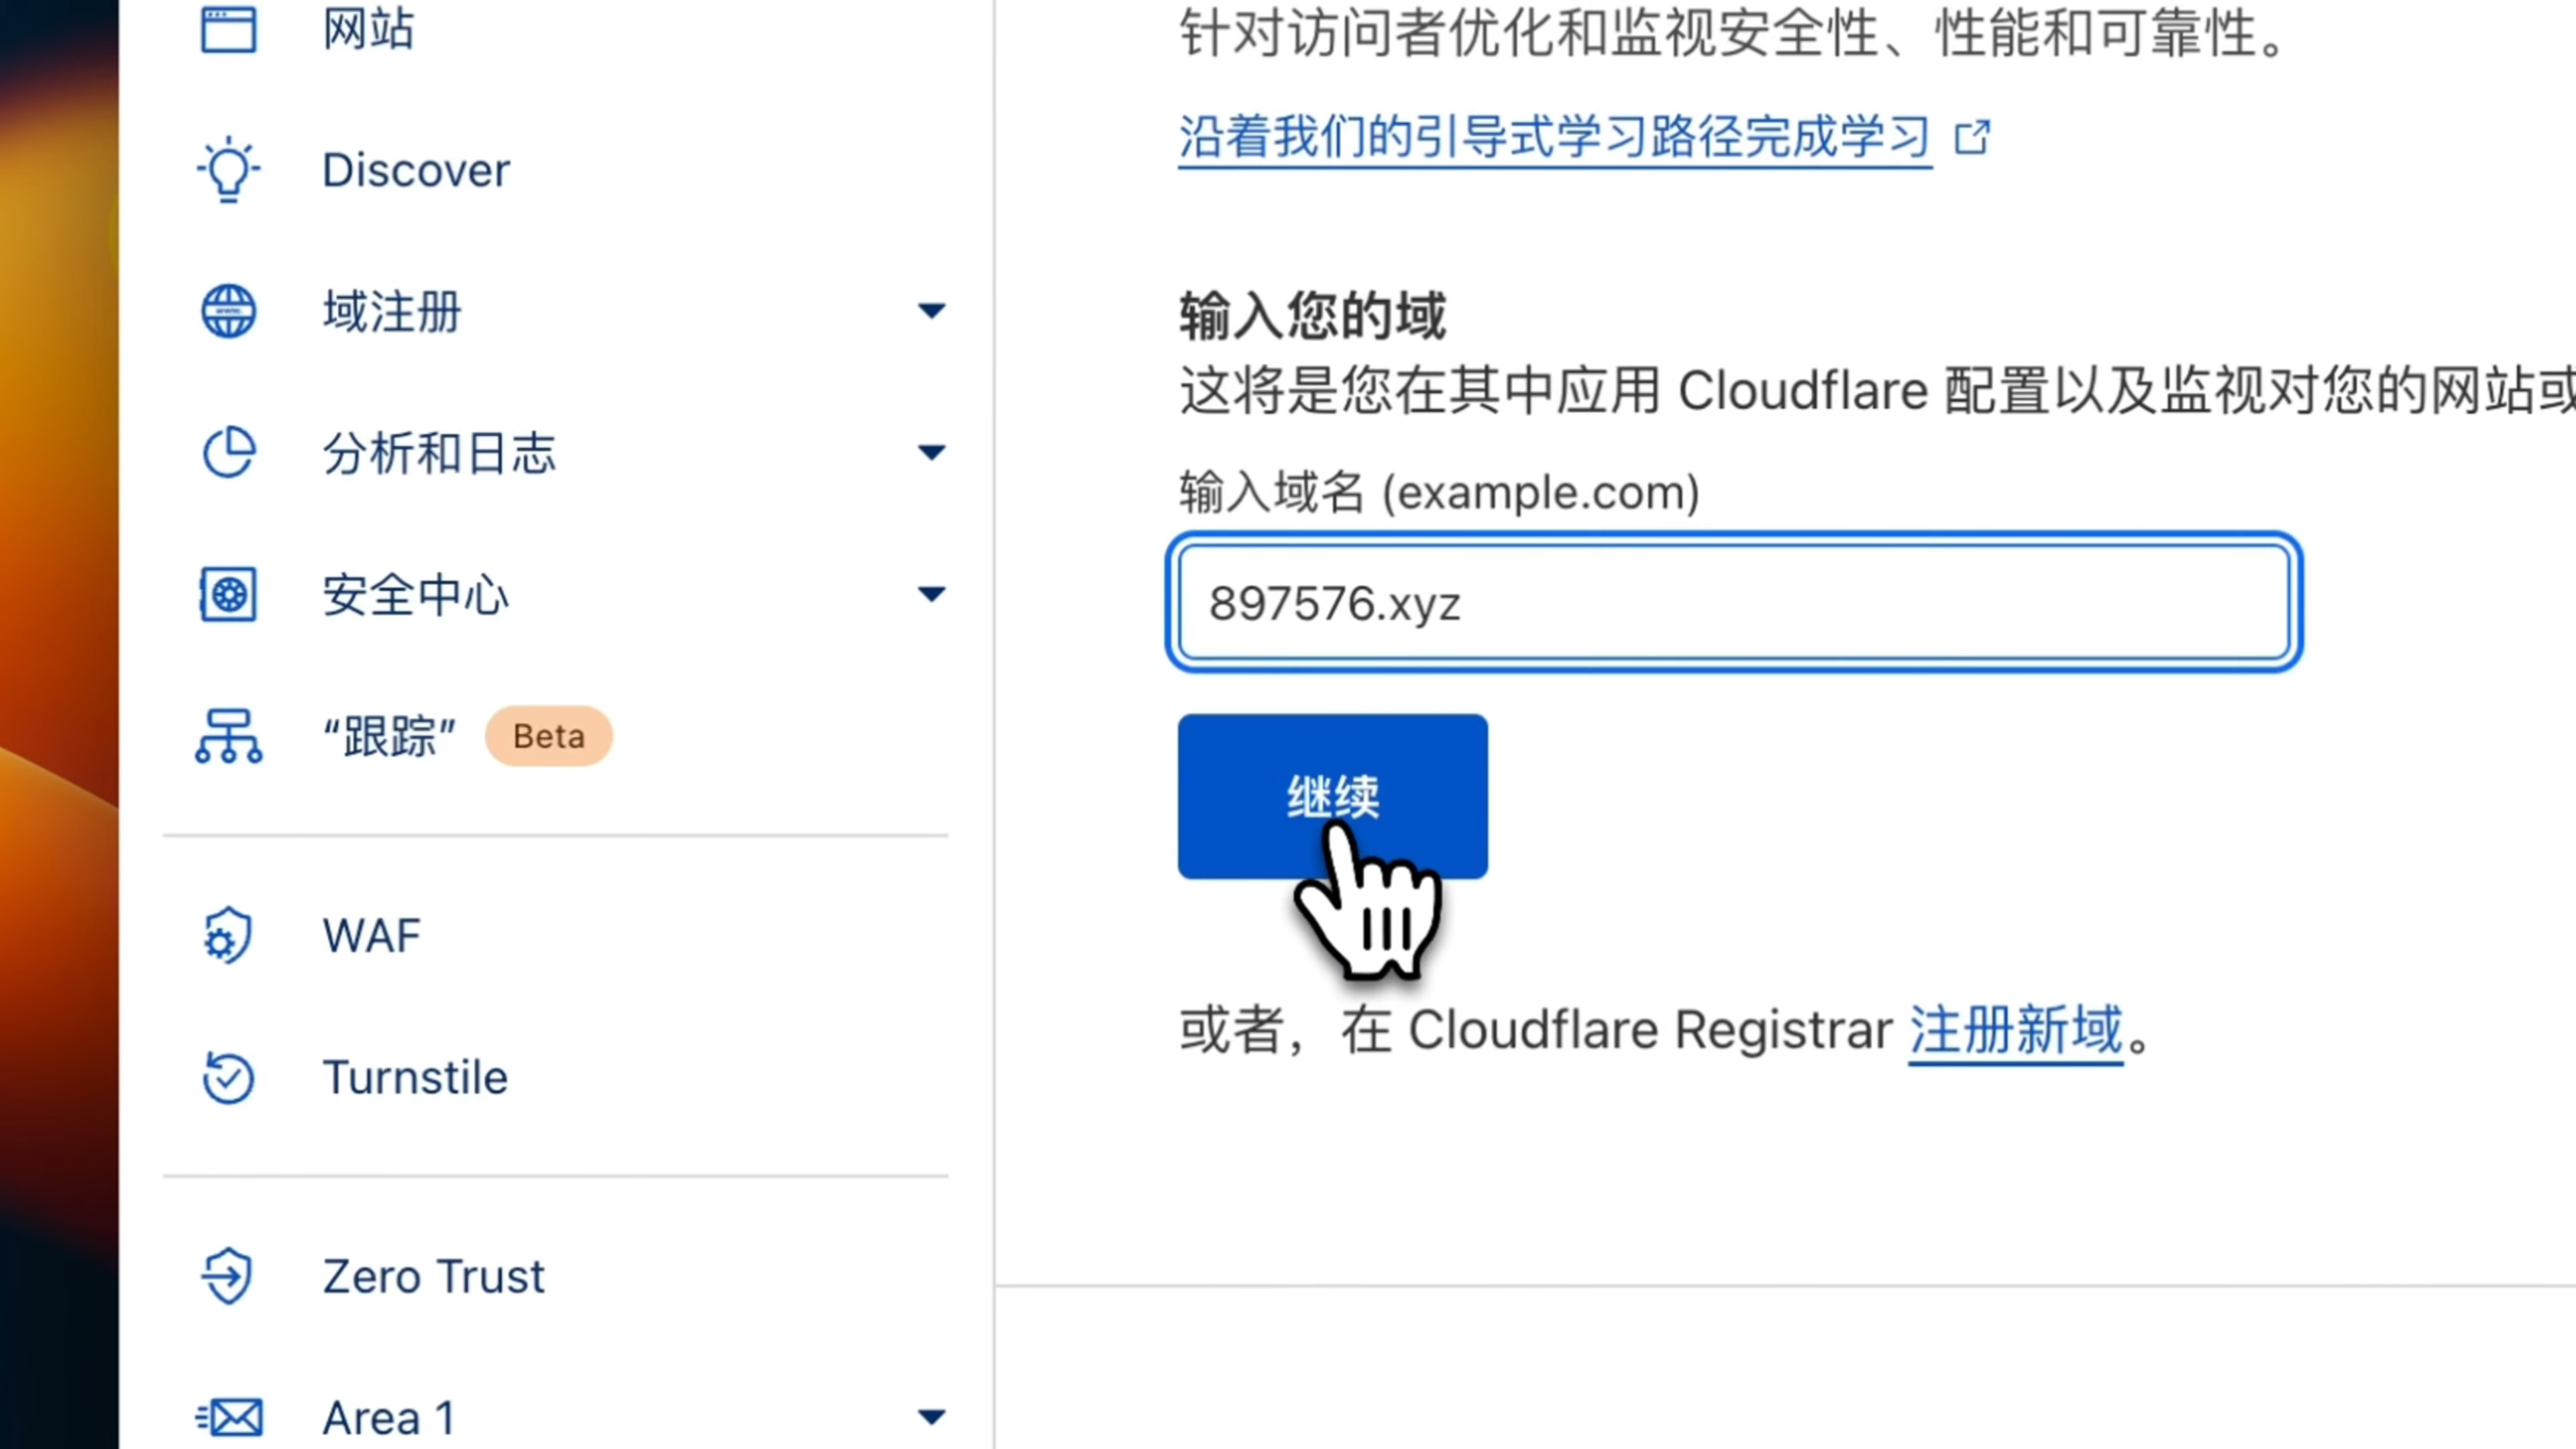 网站
Discover
域注册
分析和日志
安全中心
“跟踪” Beta
WAF
Turnstile
Zero Trust
Area 1
针对访问者优化和监视安全性、性能和可靠性。
沿着我们的引导式学习路径完成学习
输入您的域
这将是您在其中应用 Cloudflare 配置以及监视对您的网站或
输入域名 (example.com)
897576.xyz
继续
或者，在 Cloudflare Registrar 注册新域。